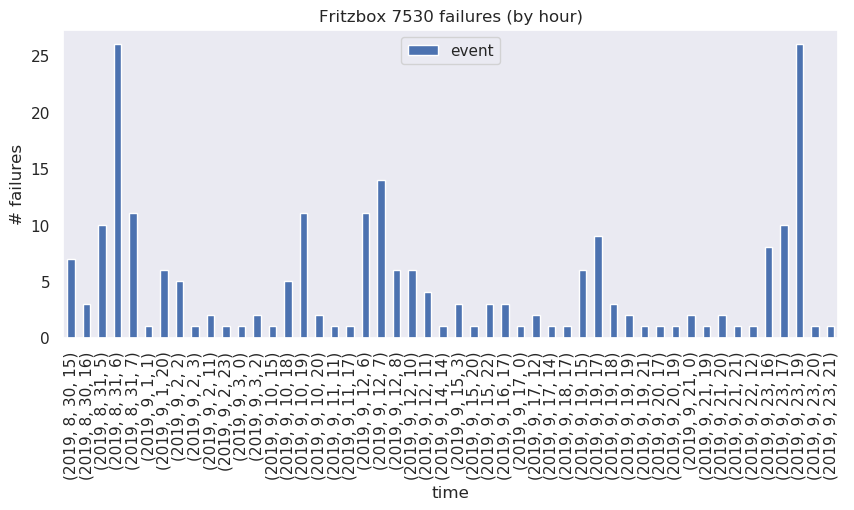 Fritzbox 7530 failures (by hour)
event
# failures
25
20
15
10
5
0
(2019, 8, 30, 15)
(2019, 8, 30, 16)
(2019, 8, 31, 5)
(2019, 8, 31, 6)
(2019, 8, 31, 7)
(2019, 9, 1, 1)
(2019, 9, 1, 20)
(2019, 9, 2, 2)
(2019, 9, 2, 3)
(2019, 9, 2, 11)
(2019, 9, 2, 23)
(2019, 9, 3, 0)
(2019, 9, 3, 2)
(2019, 9, 10, 15)
(2019, 9, 10, 18)
(2019, 9, 10, 19)
(2019, 9, 10, 20)
(2019, 9, 11, 11)
(2019, 9, 11, 17)
(2019, 9, 12, 6)
(2019, 9, 12, 7)
(2019, 9, 12, 8)
(2019, 9, 12, 10)
(2019, 9, 12, 11)
(2019, 9, 14, 14)
(2019, 9, 15, 3)
(2019, 9, 15, 20)
(2019, 9, 15, 22)
(2019, 9, 16, 17)
(2019, 9, 17, 0)
(2019, 9, 17, 12)
(2019, 9, 17, 14)
(2019, 9, 18, 17)
(2019, 9, 19, 15)
(2019, 9, 19, 17)
(2019, 9, 19, 18)
(2019, 9, 19, 19)
(2019, 9, 19, 21)
(2019, 9, 20, 17)
(2019, 9, 20, 19)
(2019, 9, 21, 0)
(2019, 9, 21, 19)
(2019, 9, 21, 20)
(2019, 9, 21, 21)
(2019, 9, 22, 12)
(2019, 9, 23, 16)
(2019, 9, 23, 17)
(2019, 9, 23, 19)
(2019, 9, 23, 20)
(2019, 9, 23, 21)
time